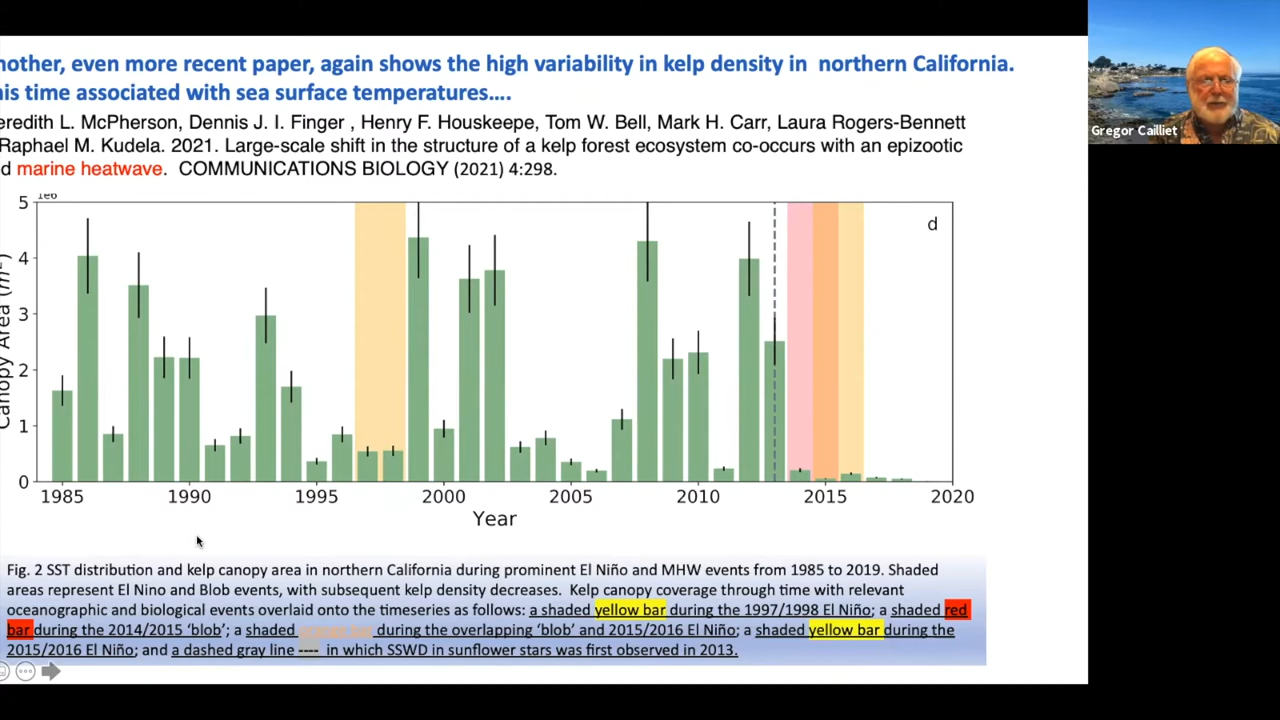 nother, even more recent paper, again shows the high variability in kelp density in northern California.
his time associated with sea surface temperatures....
eredith L. McPherson, Dennis J. I. Finger , Henry F. Houskeepe, Tom W. Bell, Mark H. Carr, Laura Rogers-Bennett
Raphael M. Kudela. 2021. Large-scale shift in the structure of a kelp forest ecosystem co-occurs with an epizootic
d marine heatwave. COMMUNICATIONS BIOLOGY (2021) 4:298.
Gregor Cailliet
1e6
d
5
4
3
2
1
0
Canopy Area (m²)
1985 1990 1995 2000 2005 2010 2015 2020
Year
Fig. 2 SST distribution and kelp canopy area in northern California during prominent El Niño and MHW events from 1985 to 2019. Shaded
areas represent El Nino and Blob events, with subsequent kelp density decreases. Kelp canopy coverage through time with relevant
oceanographic and biological events overlaid onto the timeseries as follows: a shaded yellow bar during the 1997/1998 El Niño; a shaded red
bar during the 2014/2015 ‘blob’; a shaded during the overlapping ‘blob’ and 2015/2016 El Niño; a shaded yellow bar during the
2015/2016 El Niño; and a dashed gray line ---- in which SSWD in sunflower stars was first observed in 2013.